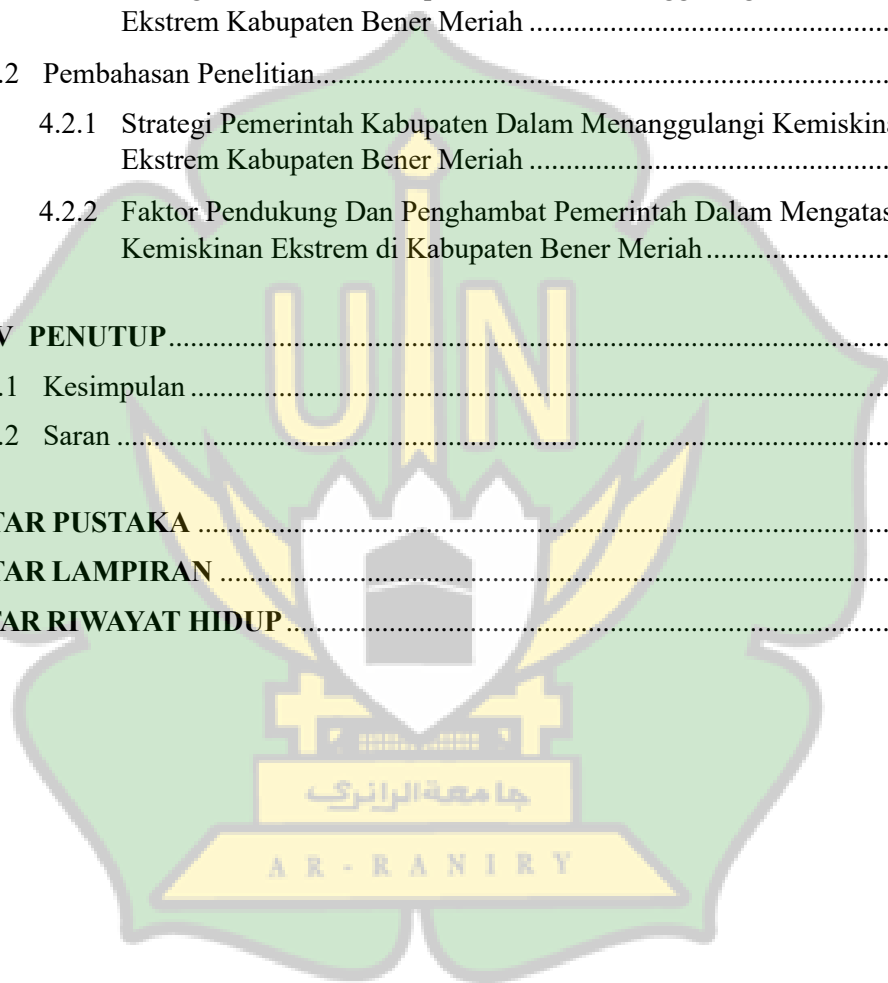 Ekstrem Kabupaten Bener Meriah ................................................
.2 Pembahasan Penelitian................................................................
4.2.1 Strategi Pemerintah Kabupaten Dalam Menanggulangi Kemiskina
Ekstrem Kabupaten Bener Meriah ................................................
4.2.2 Faktor Pendukung Dan Penghambat Pemerintah Dalam Mengatas
Kemiskinan Ekstrem di Kabupaten Bener Meriah.........................
V PENUTUP................................................................................
.1 Kesimpulan ................................................................................
.2 Saran ................................................................................
TAR PUSTAKA ................................................................................
TAR LAMPIRAN ................................................................................
TAR RIWAYAT HIDUP................................................................................
UIN
جامعة الرانري
AR-RANIRY